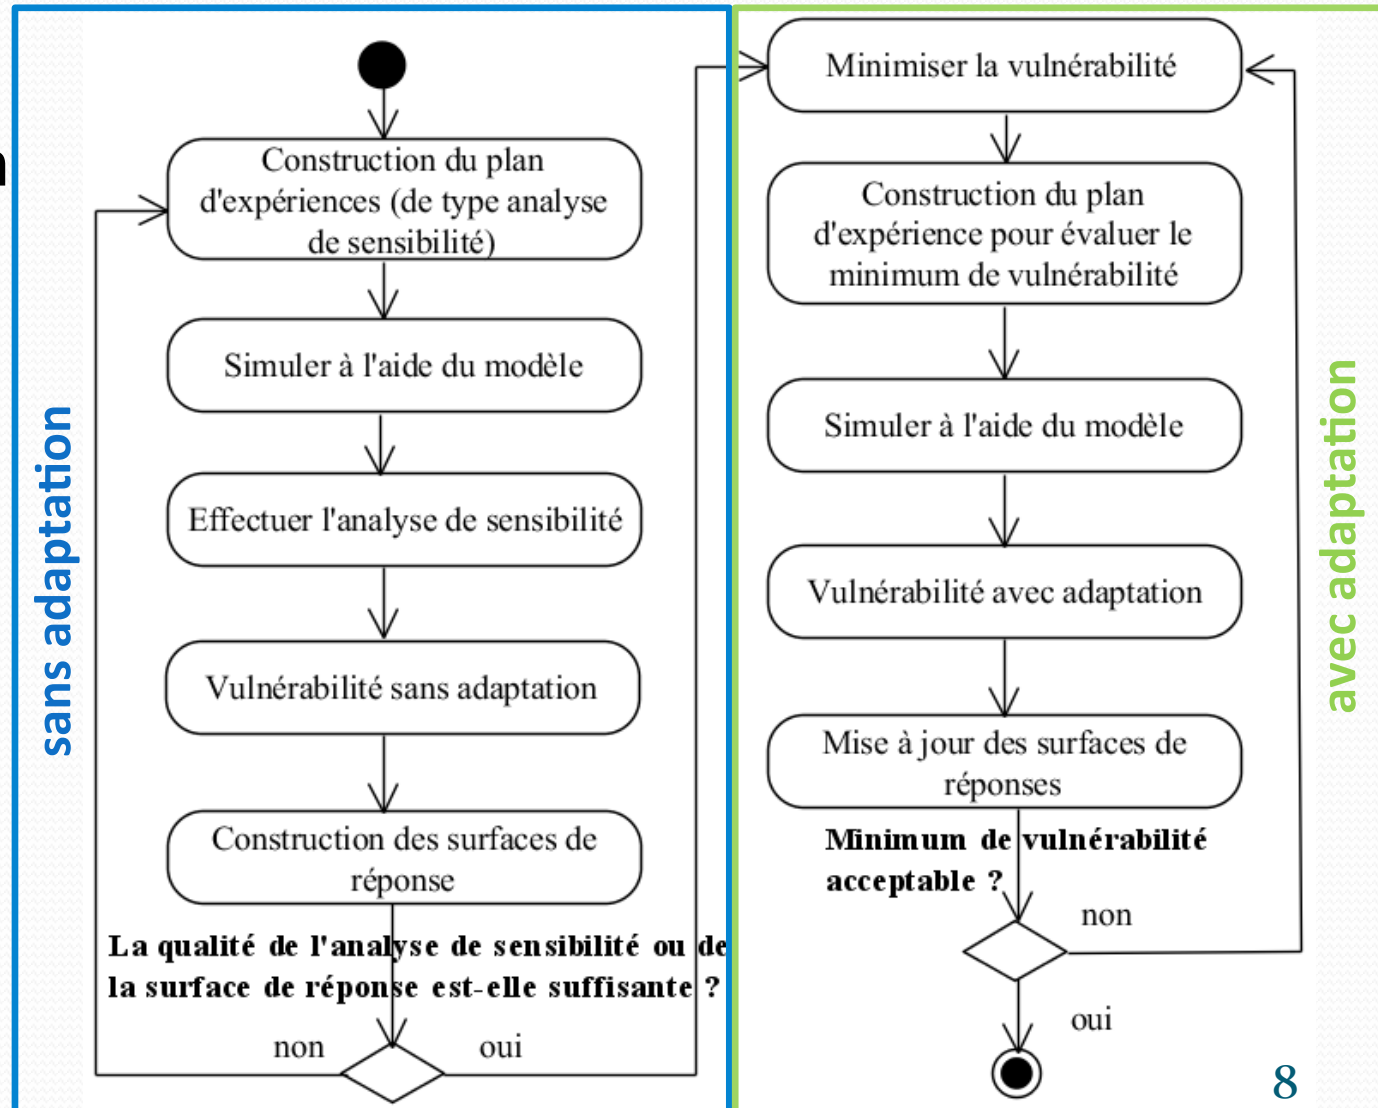 n
sans adaptation
Construction du plan
d'expériences (de type analyse
de sensibilité)
Simuler à l'aide du modèle
Effectuer l'analyse de sensibilité
Vulnérabilité sans adaptation
Construction des surfaces de
réponse
La qualité de l'analyse de sensibilité ou de
la surface de réponse est-elle suffisante ?
non
oui
Minimiser la vulnérabilité
Construction du plan
d'expérience pour évaluer le
minimum de vulnérabilité
Simuler à l'aide du modèle
Vulnérabilité avec adaptation
Mise à jour des surfaces de
réponses
Minimum de vulnérabilité
acceptable ?
non
oui
avec adaptation
8